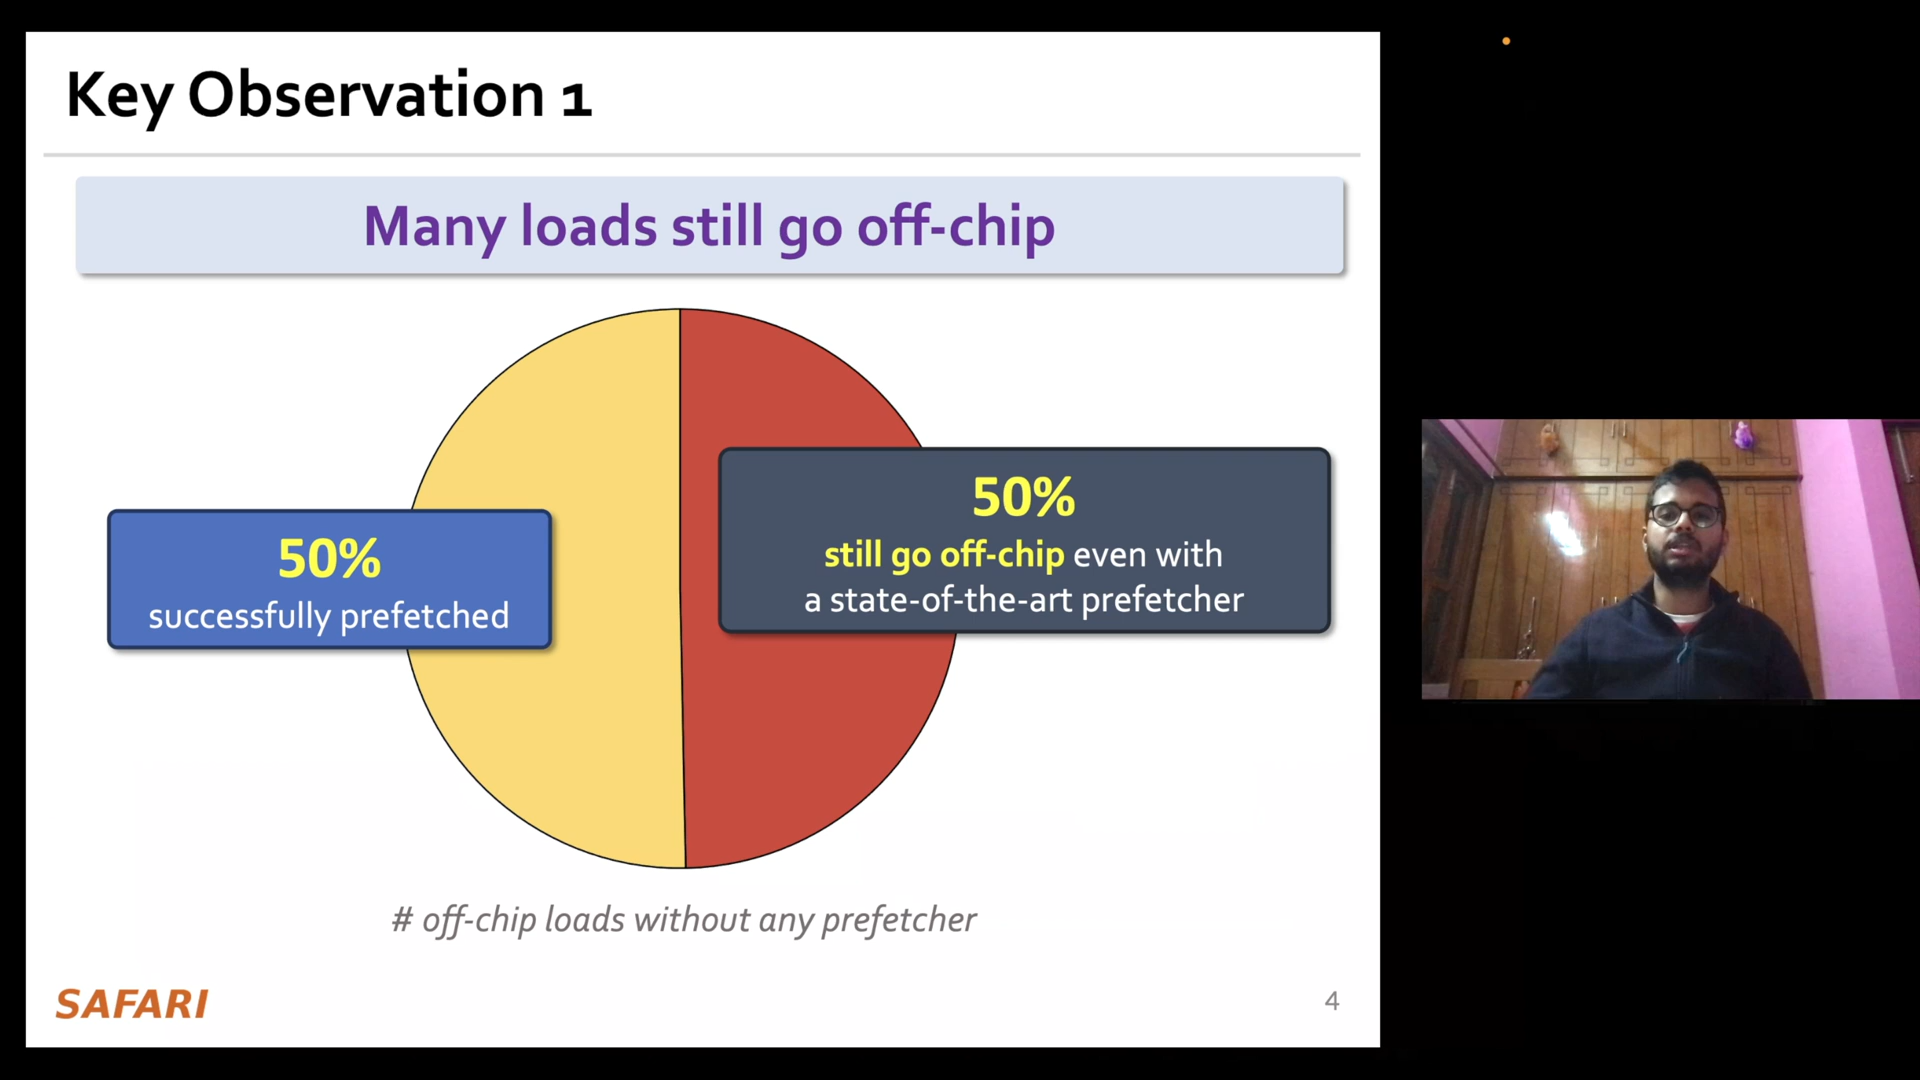 Key Observation 1
Many loads still go off-chip
50%
successfully prefetched
50%
still go off-chip even with
a state-of-the-art prefetcher
# off-chip loads without any prefetcher
SAFARI
4